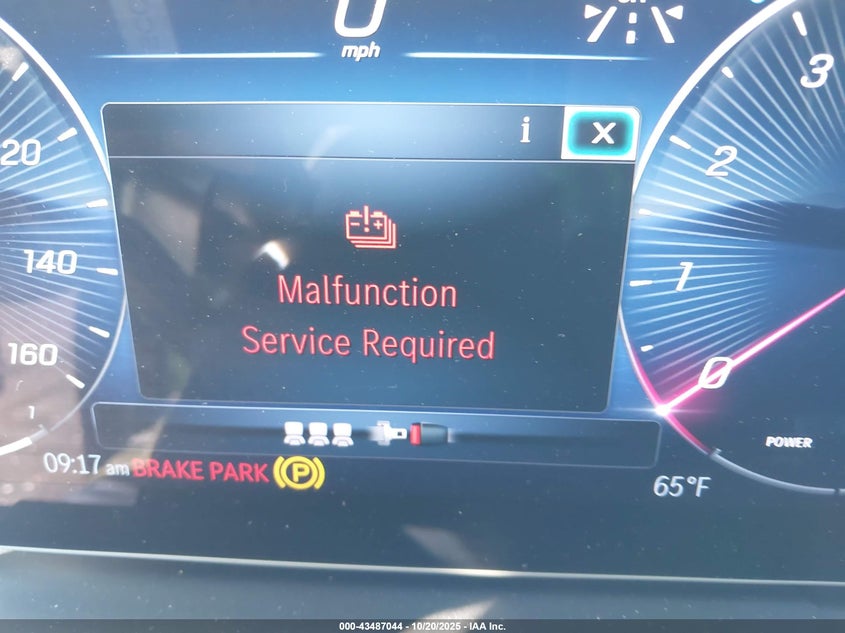 0
mph
3
20
2
i X
140
1
Malfunction
Service Required
160
0
1
POWER
09:17 am BRAKE PARK (P)
65°F
000-43487044 - 10/20/2025 - IAA Inc.